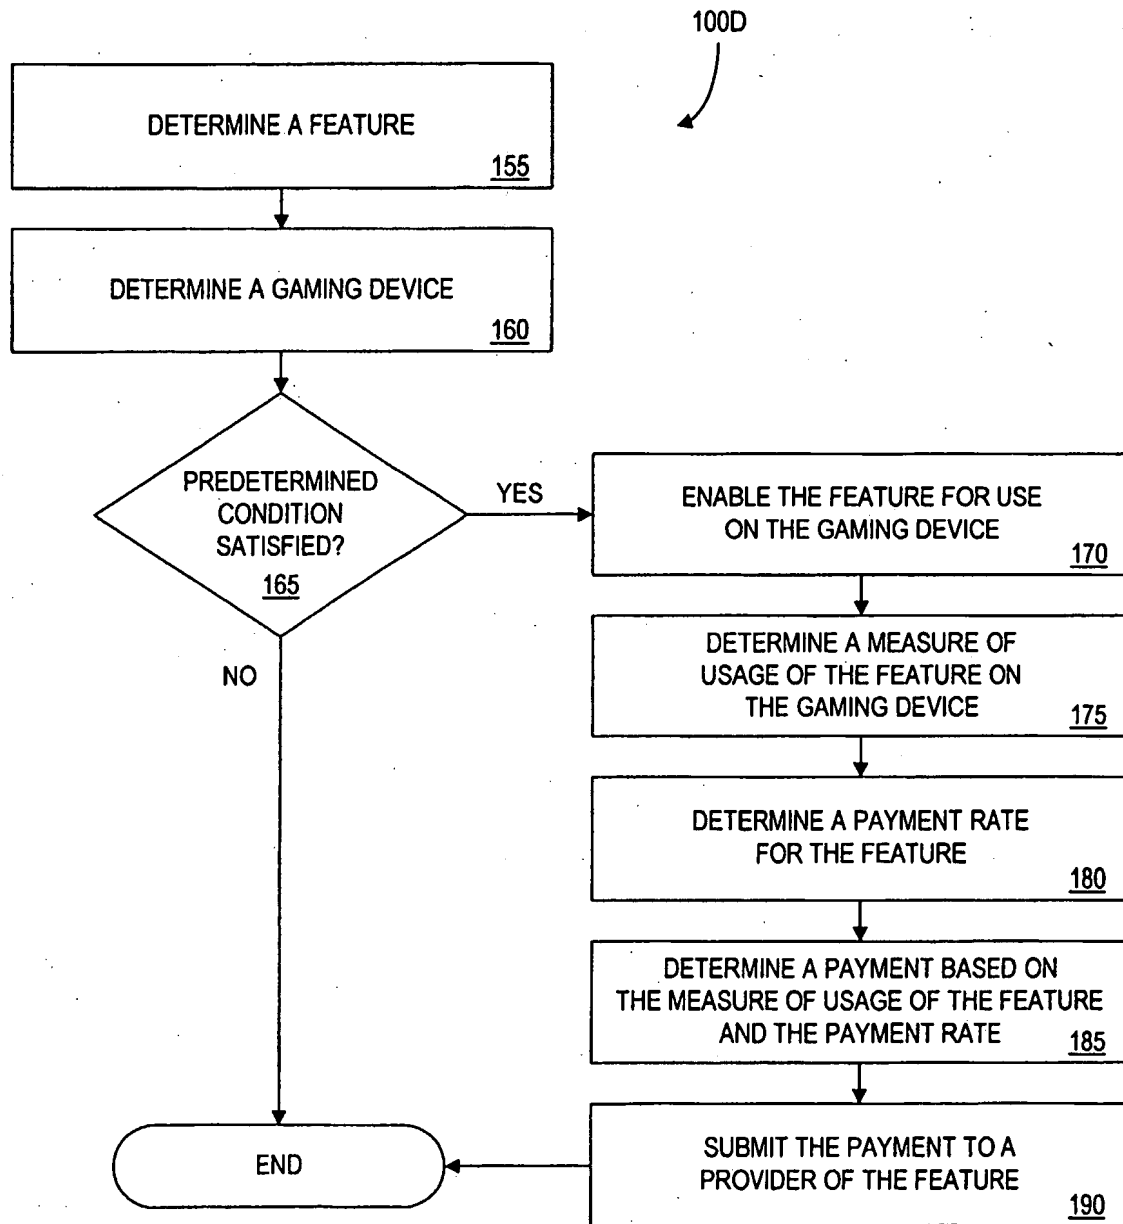 100D
DETERMINE A FEATURE
155
DETERMINE A GAMING DEVICE
160
PREDETERMINED
CONDITION
SATISFIED?
165
YES
NO
ENABLE THE FEATURE FOR USE
ON THE GAMING DEVICE
170
DETERMINE A MEASURE OF
USAGE OF THE FEATURE ON
THE GAMING DEVICE
175
DETERMINE A PAYMENT RATE
FOR THE FEATURE
180
DETERMINE A PAYMENT BASED ON
THE MEASURE OF USAGE OF THE FEATURE
AND THE PAYMENT RATE
185
SUBMIT THE PAYMENT TO A
PROVIDER OF THE FEATURE
190
END